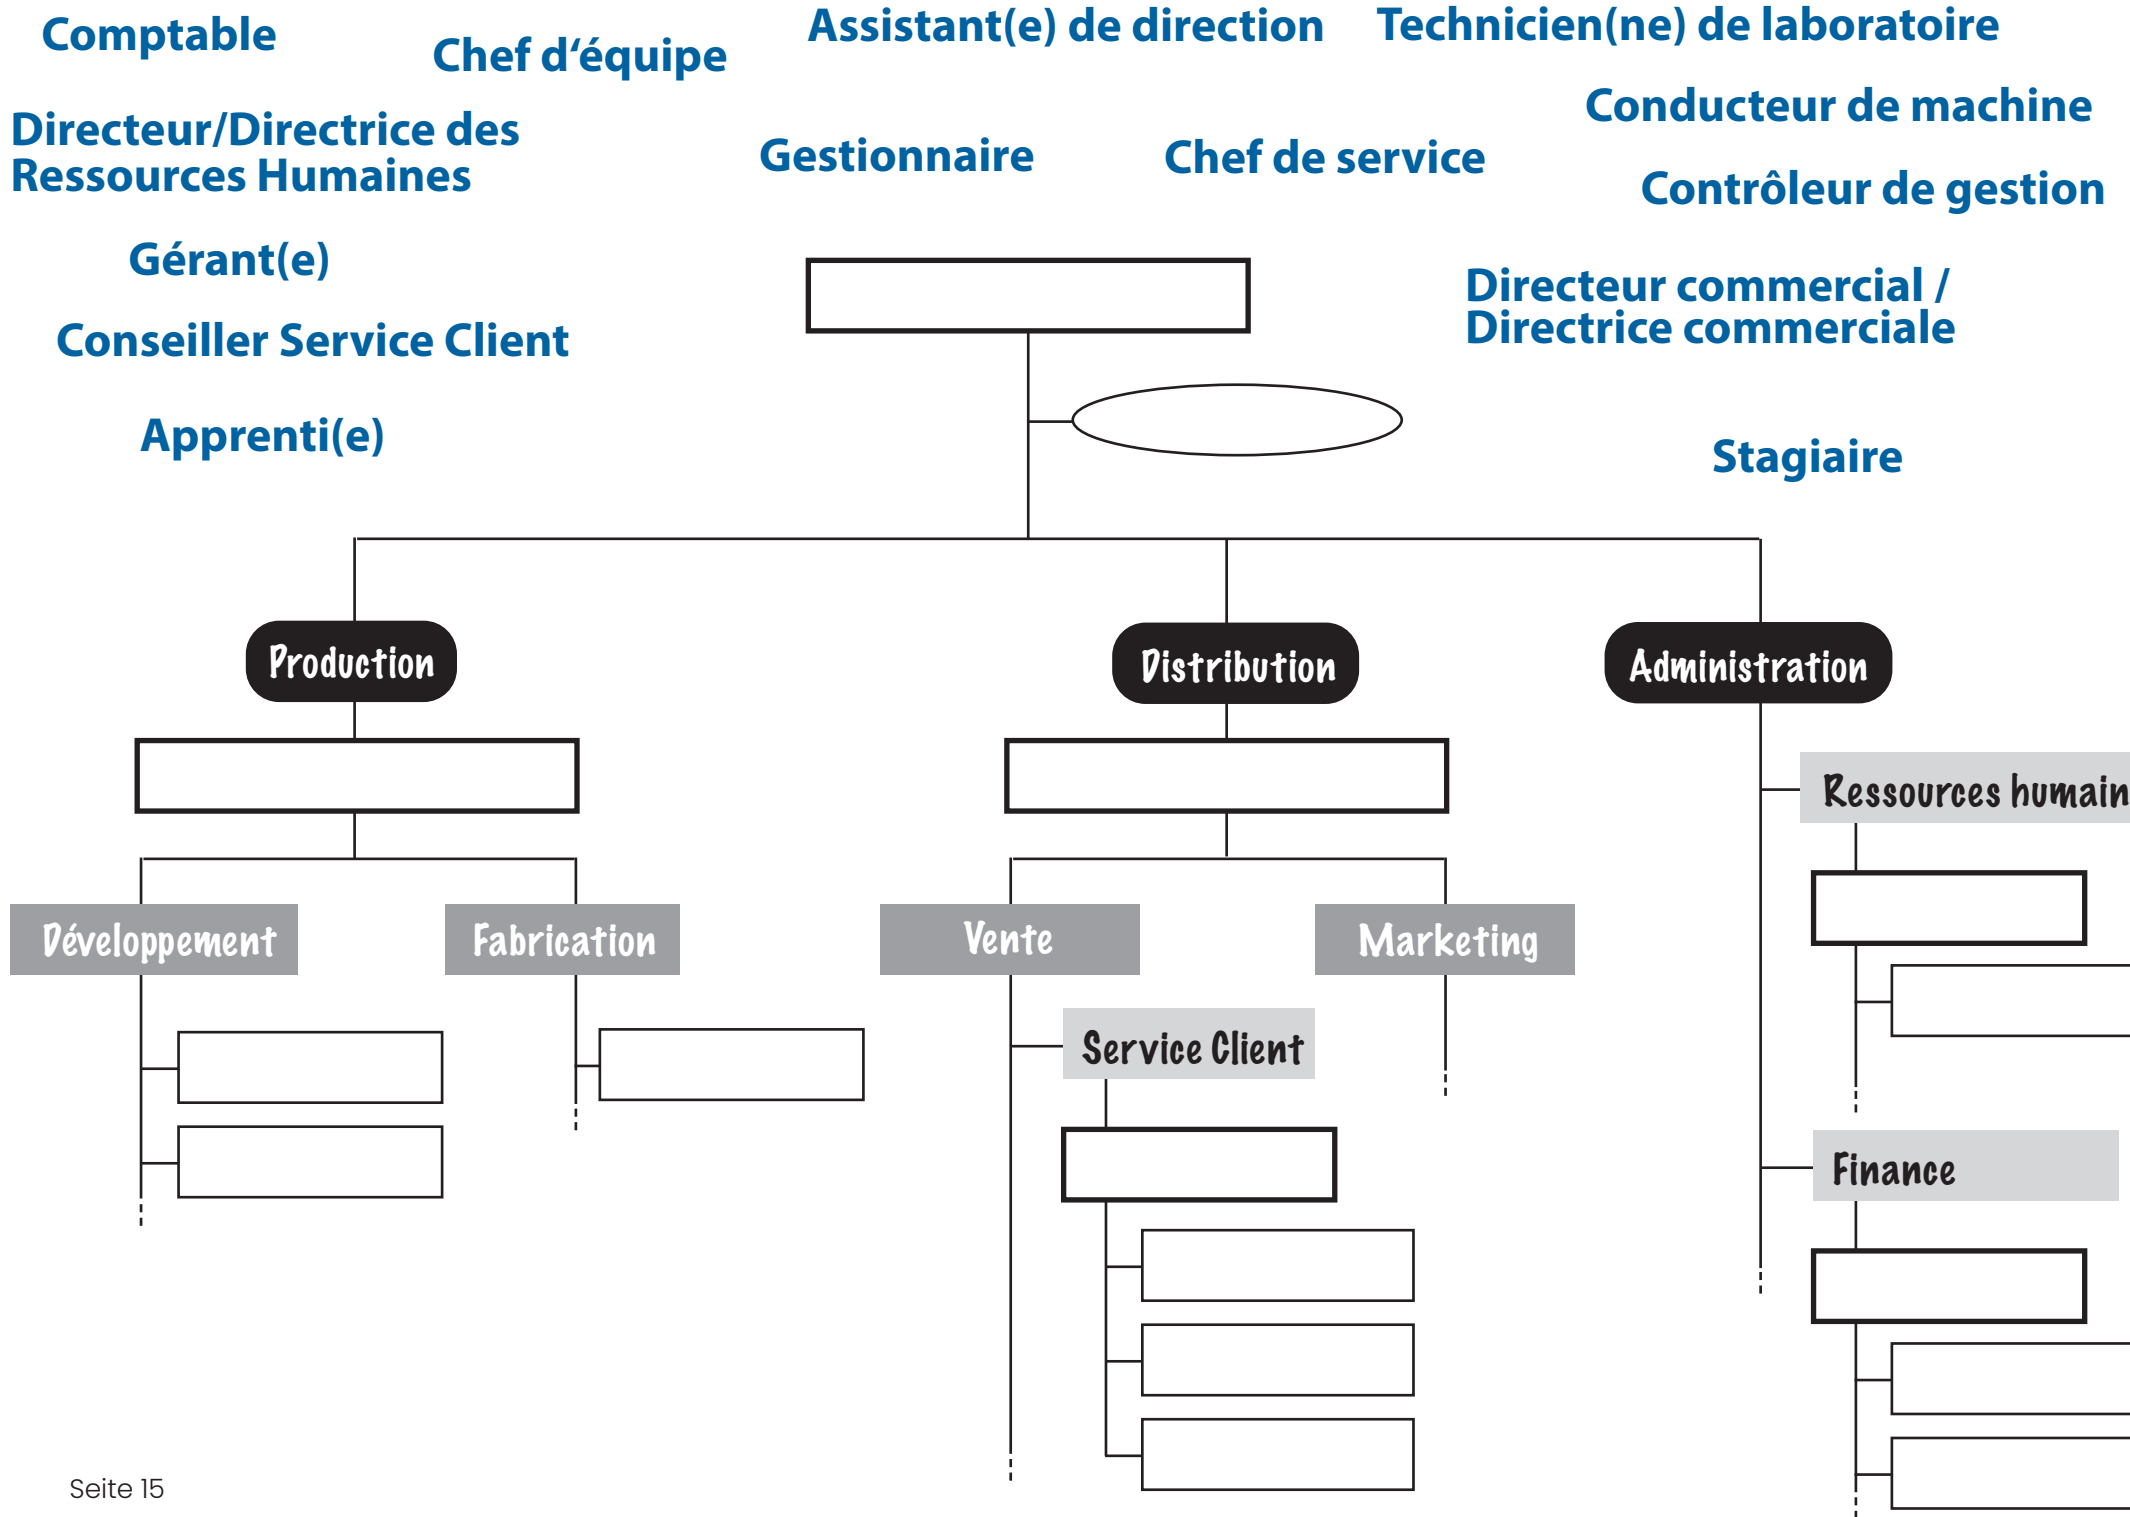 Comptable
Chef d‘équipe
Assistant(e) de direction
Technicien(ne) de laboratoire
Directeur/Directrice des
Ressources Humaines
Gestionnaire
Chef de service
Conducteur de machine
Contrôleur de gestion
Gérant(e)
Directeur commercial /
Directrice commerciale
Conseiller Service Client
Apprenti(e)
Stagiaire
Production
Distribution
Administration
Ressources humain
Développement
Fabrication
Vente
Marketing
Service Client
Finance
Seite 15